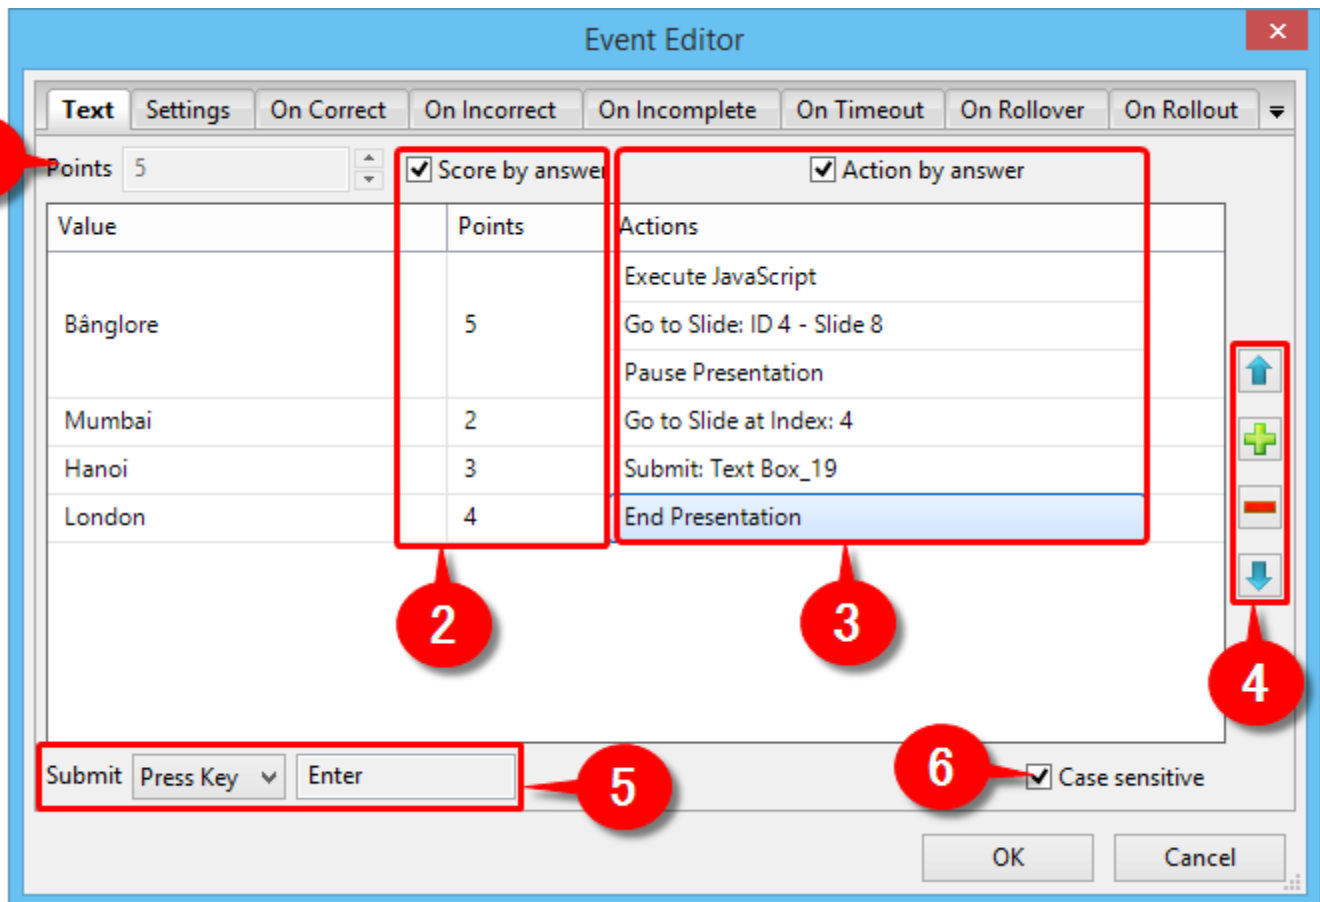 Event Editor
Text Settings On Correct On Incorrect On Incomplete On Timeout On Rollover On Rollout
Points 5 Score by answer Action by answer
Value Points Actions
Execute JavaScript
Bânglore 5 Go to Slide: ID 4 - Slide 8
Pause Presentation
Mumbai 2 Go to Slide at Index: 4
Hanoi 3 Submit: Text Box_19
London 4 End Presentation
2 3
4
Submit Press Key Enter 5 6 Case sensitive
OK Cancel